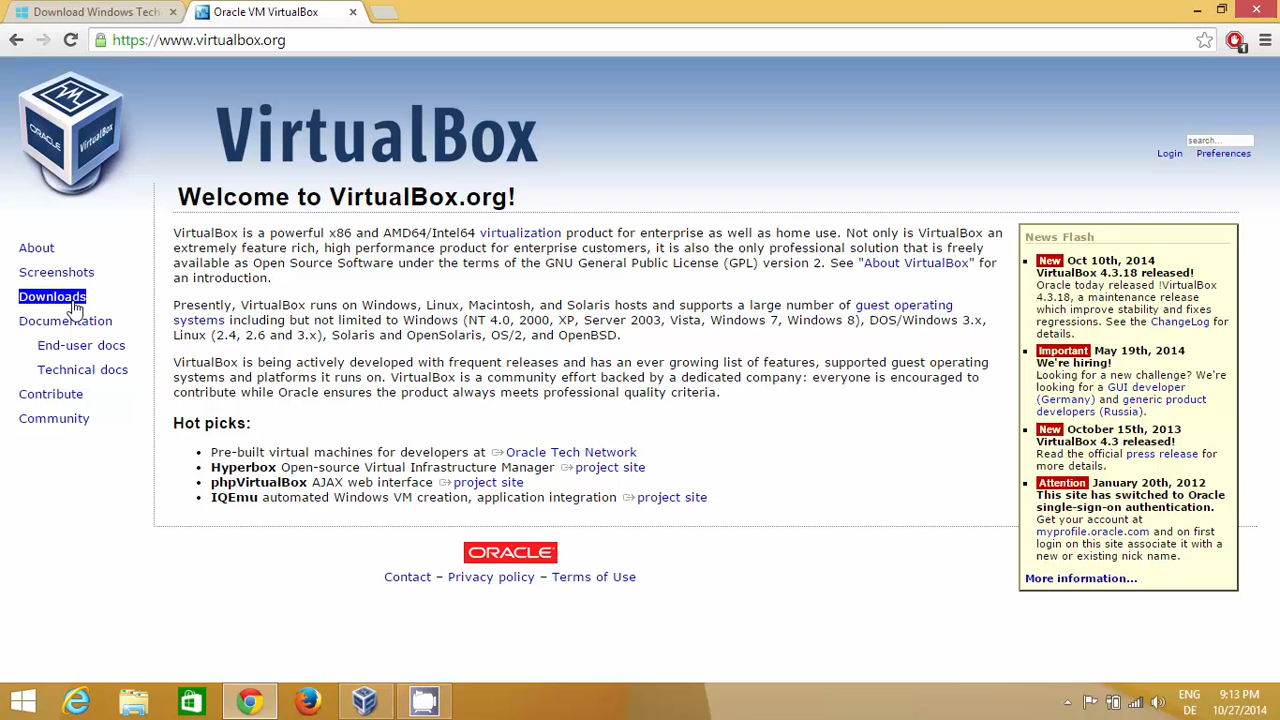 Download Windows Tech
Oracle VM VirtualBox
https://www.virtualbox.org
1
ORACLE
VirtualBox
VirtualBox
search...
Login Preferences
Welcome to VirtualBox.org!
About
Screenshots
Downloads
Documentation
End-user docs
Technical docs
Contribute
Community
VirtualBox is a powerful x86 and AMD64/Intel64 virtualization product for enterprise as well as home use. Not only is VirtualBox an
extremely feature rich, high performance product for enterprise customers, it is also the only professional solution that is freely
available as Open Source Software under the terms of the GNU General Public License (GPL) version 2. See "About VirtualBox" for
an introduction.
Presently, VirtualBox runs on Windows, Linux, Macintosh, and Solaris hosts and supports a large number of guest operating
systems including but not limited to Windows (NT 4.0, 2000, XP, Server 2003, Vista, Windows 7, Windows 8), DOS/Windows 3.x,
Linux (2.4, 2.6 and 3.x), Solaris and OpenSolaris, OS/2, and OpenBSD.
VirtualBox is being actively developed with frequent releases and has an ever growing list of features, supported guest operating
systems and platforms it runs on. VirtualBox is a community effort backed by a dedicated company: everyone is encouraged to
contribute while Oracle ensures the product always meets professional quality criteria.
Hot picks:
Pre-built virtual machines for developers at Oracle Tech Network
Hyperbox Open-source Virtual Infrastructure Manager project site
phpVirtualBox AJAX web interface project site
IQEmu automated Windows VM creation, application integration project site
News Flash
New Oct 10th, 2014
VirtualBox 4.3.18 released!
Oracle today released !VirtualBox
4.3.18, a maintenance release
which improves stability and fixes
regressions. See the ChangeLog for
details.
Important May 19th, 2014
We're hiring!
Looking for a new challenge? We're
looking for a GUI developer
(Germany) and generic product
developers (Russia).
New October 15th, 2013
VirtualBox 4.3 released!
Read the official press release for
more details.
Attention January 20th, 2012
This site has switched to Oracle
single-sign-on authentication.
Get your account at
myprofile.oracle.com and on first
login on this site associate it with a
new or existing nick name.
More information...
ORACLE
Contact – Privacy policy – Terms of Use
ENG
DE
9:13 PM
10/27/2014